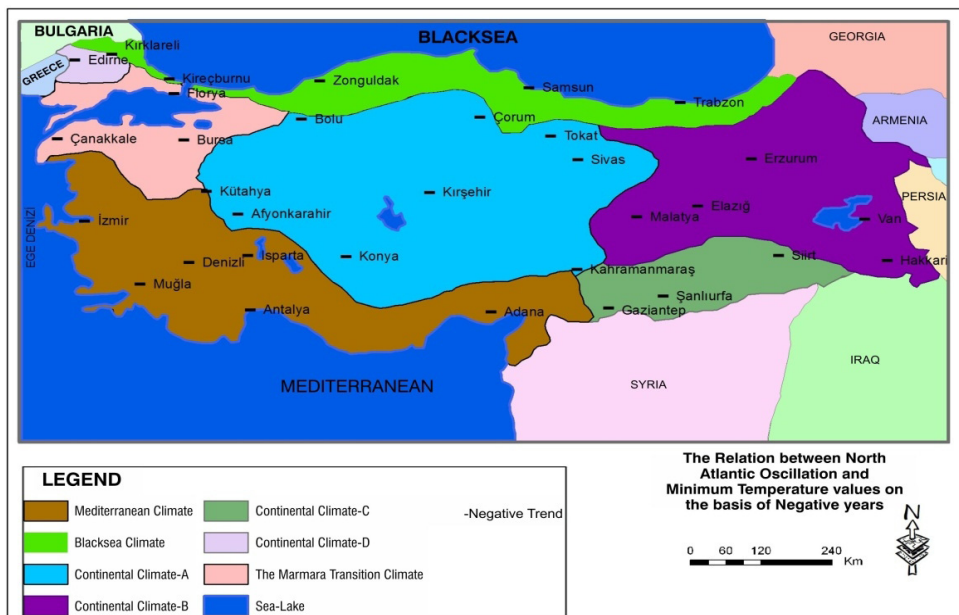 BULGARIA
BLACKSEA
GEORGIA
Kırklareli
Edirne
GREECE
Kireçburnu
Zonguldak
Samsun
Florya
Trabzon
Bolu
Çorum
ARMENIA
Çanakkale
Bursa
Tokat
Sivas
Erzurum
Kütahya
Kırşehir
PERSIA
Afyonkarahir
Malatya
Elazığ
Van
İzmir
EGE DENIZI
Denizli
Isparta
Konya
Siirt
Hakkari
Kahramanmaraş
Muğla
Şanlıurfa
Antalya
Adana
Gaziantep
MEDITERRANEAN
SYRIA
IRAQ
LEGEND
Mediterranean Climate
Blacksea Climate
Continental Climate-A
Continental Climate-B
Continental Climate-C
Continental Climate-D
The Marmara Transition Climate
Sea-Lake
-Negative Trend
The Relation between North
Atlantic Oscillation and
Minimum Temperature values on
the basis of Negative years
N
0 30 60 120 180 240
Km